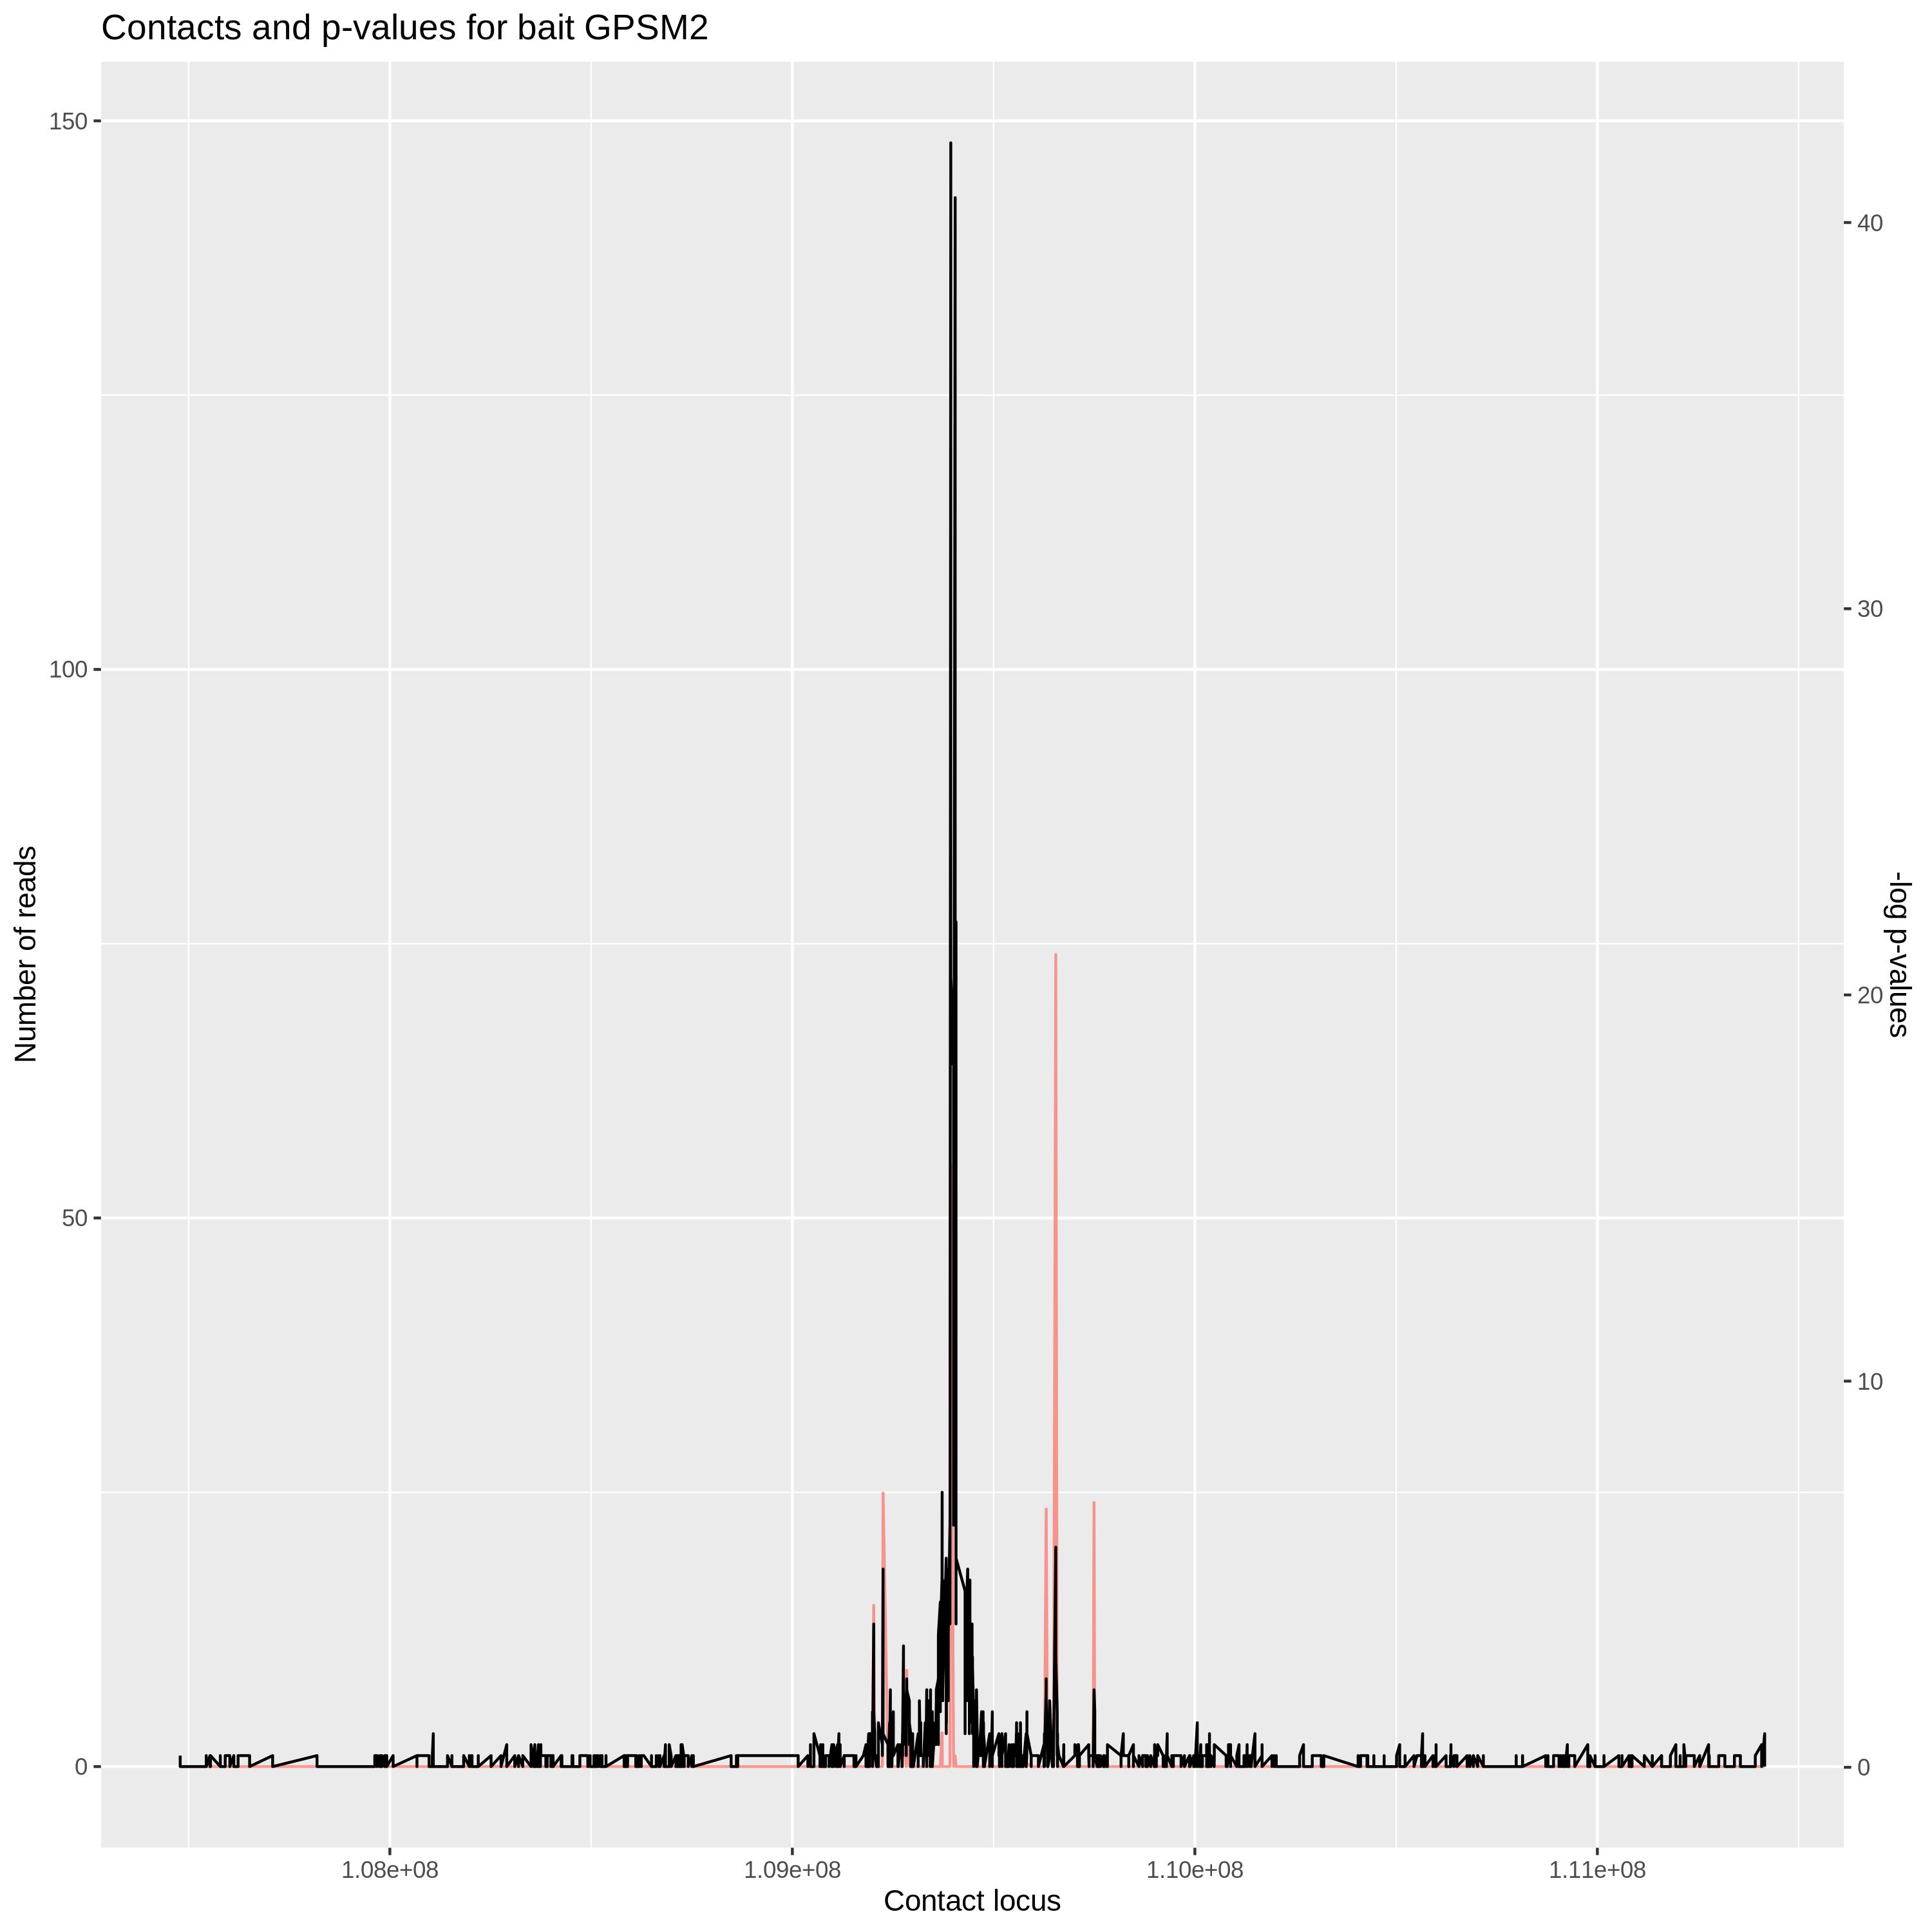 Contacts and p-values for bait GPSM2
150
100
50
0
Number of reads
40
30
20
10
0
-log p-values
1.08e+08 1.09e+08 1.10e+08 1.11e+08
Contact locus